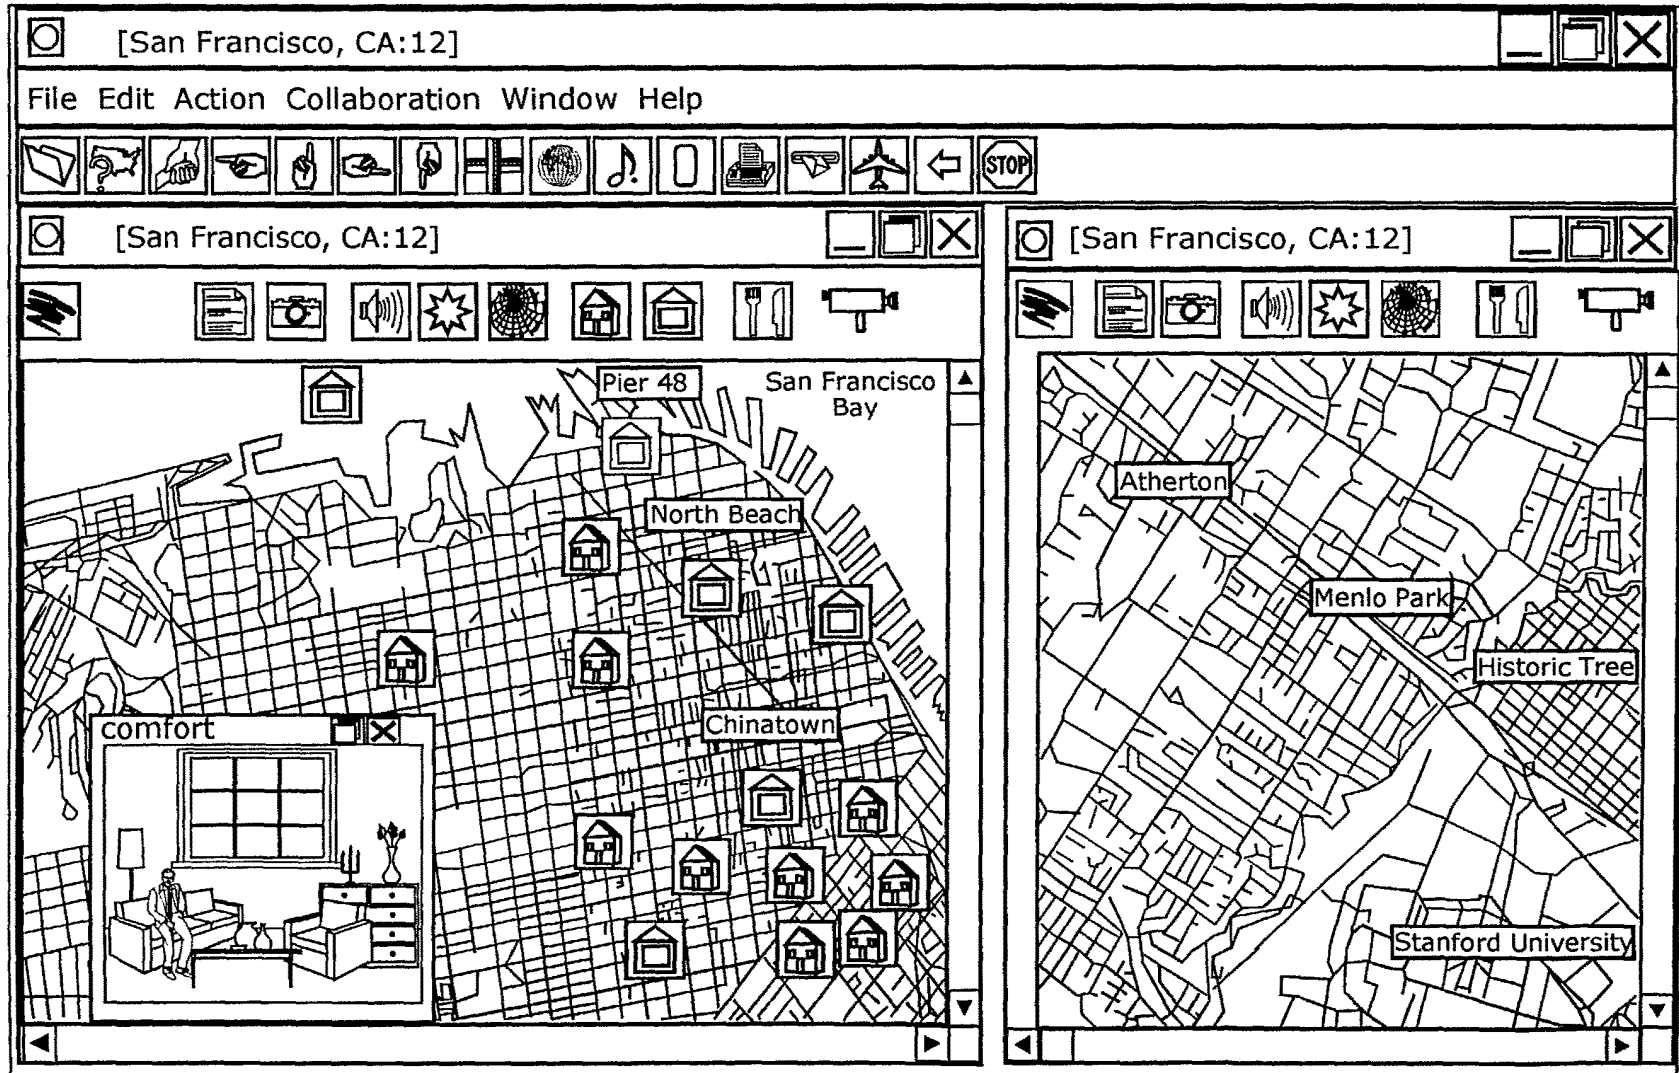 [San Francisco, CA:12]
File Edit Action Collaboration Window Help
?
STOP
[San Francisco, CA:12]
[San Francisco, CA:12]
Pier 48
San Francisco
Bay
North Beach
Chinatown
comfort
Atherton
Menlo Park
Historic Tree
Stanford University